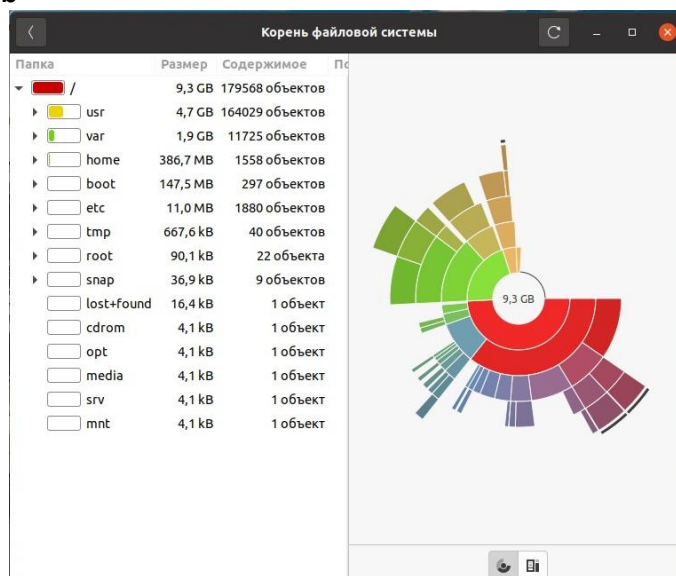 Корень файловой системы
Папка Размер Содержимое По
/ 9,3 GB 179568 объектов
usr 4,7 GB 164029 объектов
var 1,9 GB 11725 объектов
home 386,7 MB 1558 объектов
boot 147,5 MB 297 объектов
etc 11,0 MB 1880 объектов
tmp 667,6 kB 40 объектов
root 90,1 kB 22 объекта
snap 36,9 kB 9 объектов
lost+found 16,4 kB 1 объект
cdrom 4,1 kB 1 объект
opt 4,1 kB 1 объект
media 4,1 kB 1 объект
srv 4,1 kB 1 объект
mnt 4,1 kB 1 объект
9,3 GB